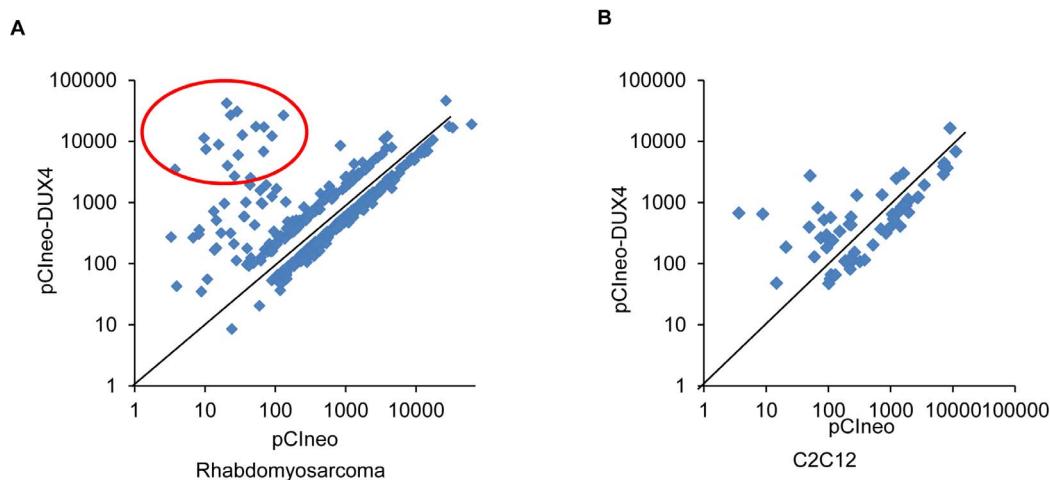 A
pCIneo-DUX4
100000
10000
1000
100
10
1
1 10 100 1000 10000
pCIneo
Rhabdomyosarcoma
B
pCIneo-DUX4
100000
10000
1000
100
10
1
1 10 100 1000 10000100000
pCIneo
C2C12